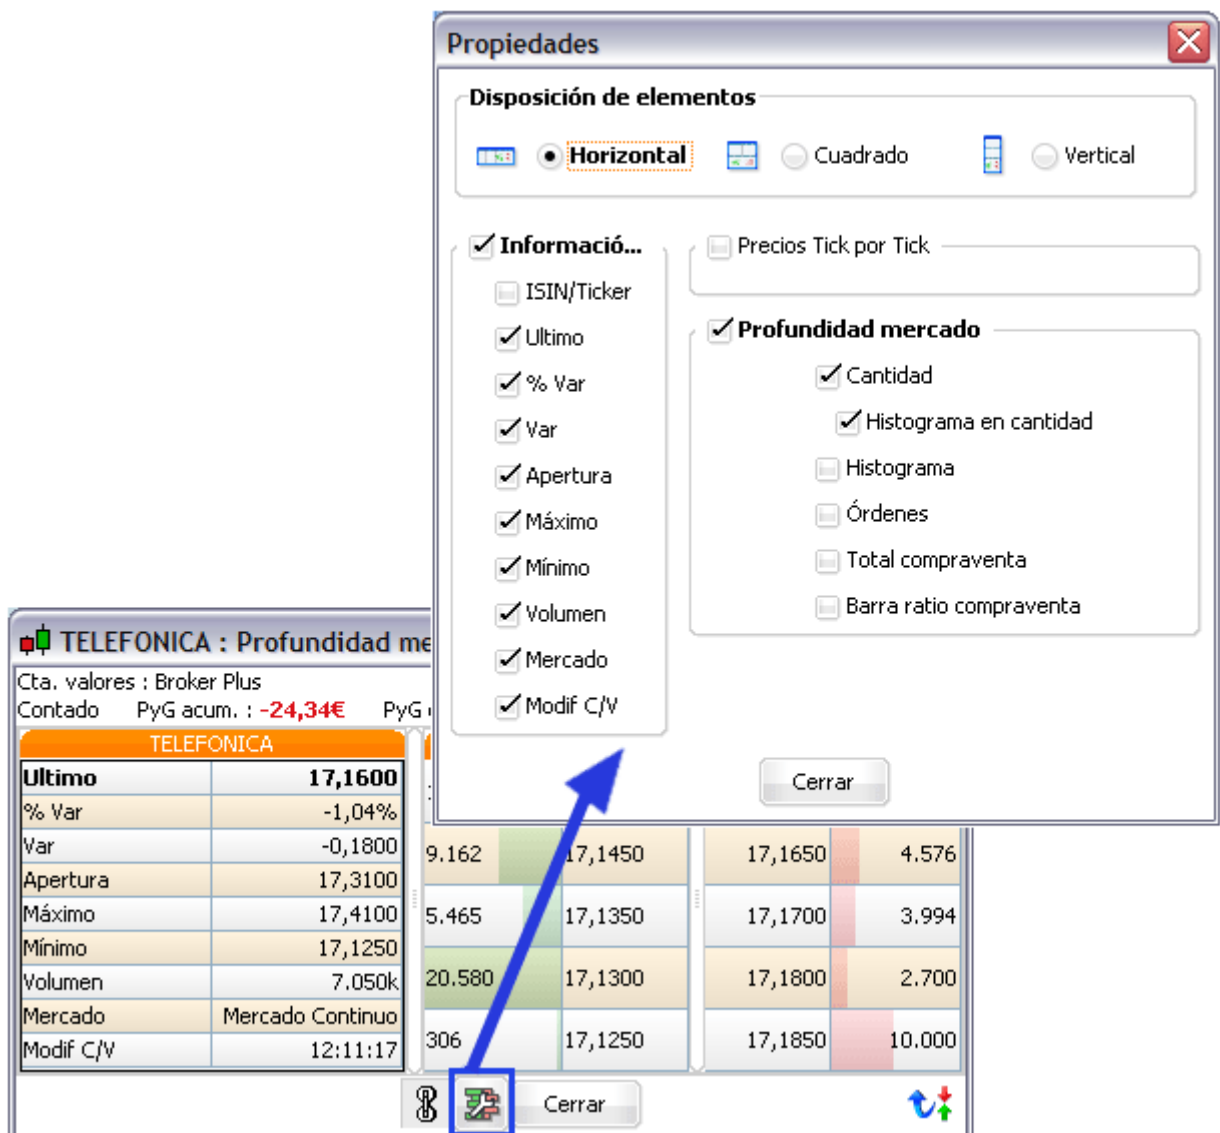 Propiedades
Disposición de elementos
Horizontal Cuadrado Vertical
Informació...
ISIN/Ticker
Ultimo
% Var
Var
Apertura
Máximo
Mínimo
Volumen
Mercado
Modif C/V
Precios Tick por Tick
Profundidad mercado
Cantidad
Histograma en cantidad
Histograma
Órdenes
Total compraventa
Barra ratio compraventa
Cerrar
TELEFONICA : Profundidad me
Cta. valores : Broker Plus
Contado PyG acum. : -24,34€ PyG
TELEFONICA
Ultimo 17,1600
% Var -1,04%
Var -0,1800
Apertura 17,3100
Máximo 17,4100
Mínimo 17,1250
Volumen 7.050k
Mercado Mercado Continuo
Modif C/V 12:11:17
9.162 17,1450 17,1650 4.576
5.465 17,1350 17,1700 3.994
20.580 17,1300 17,1800 2.700
306 17,1250 17,1850 10.000
Cerrar